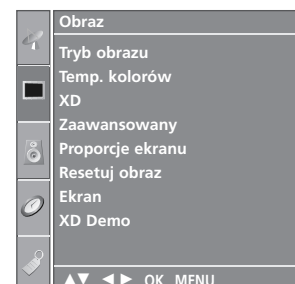 Obraz
Tryb obrazu
Temp. kolorów
XD
Zaawansowany
Proporcje ekranu
Resetuj obraz
Ekran
XD Demo
▲▼ ◄► OK MENU